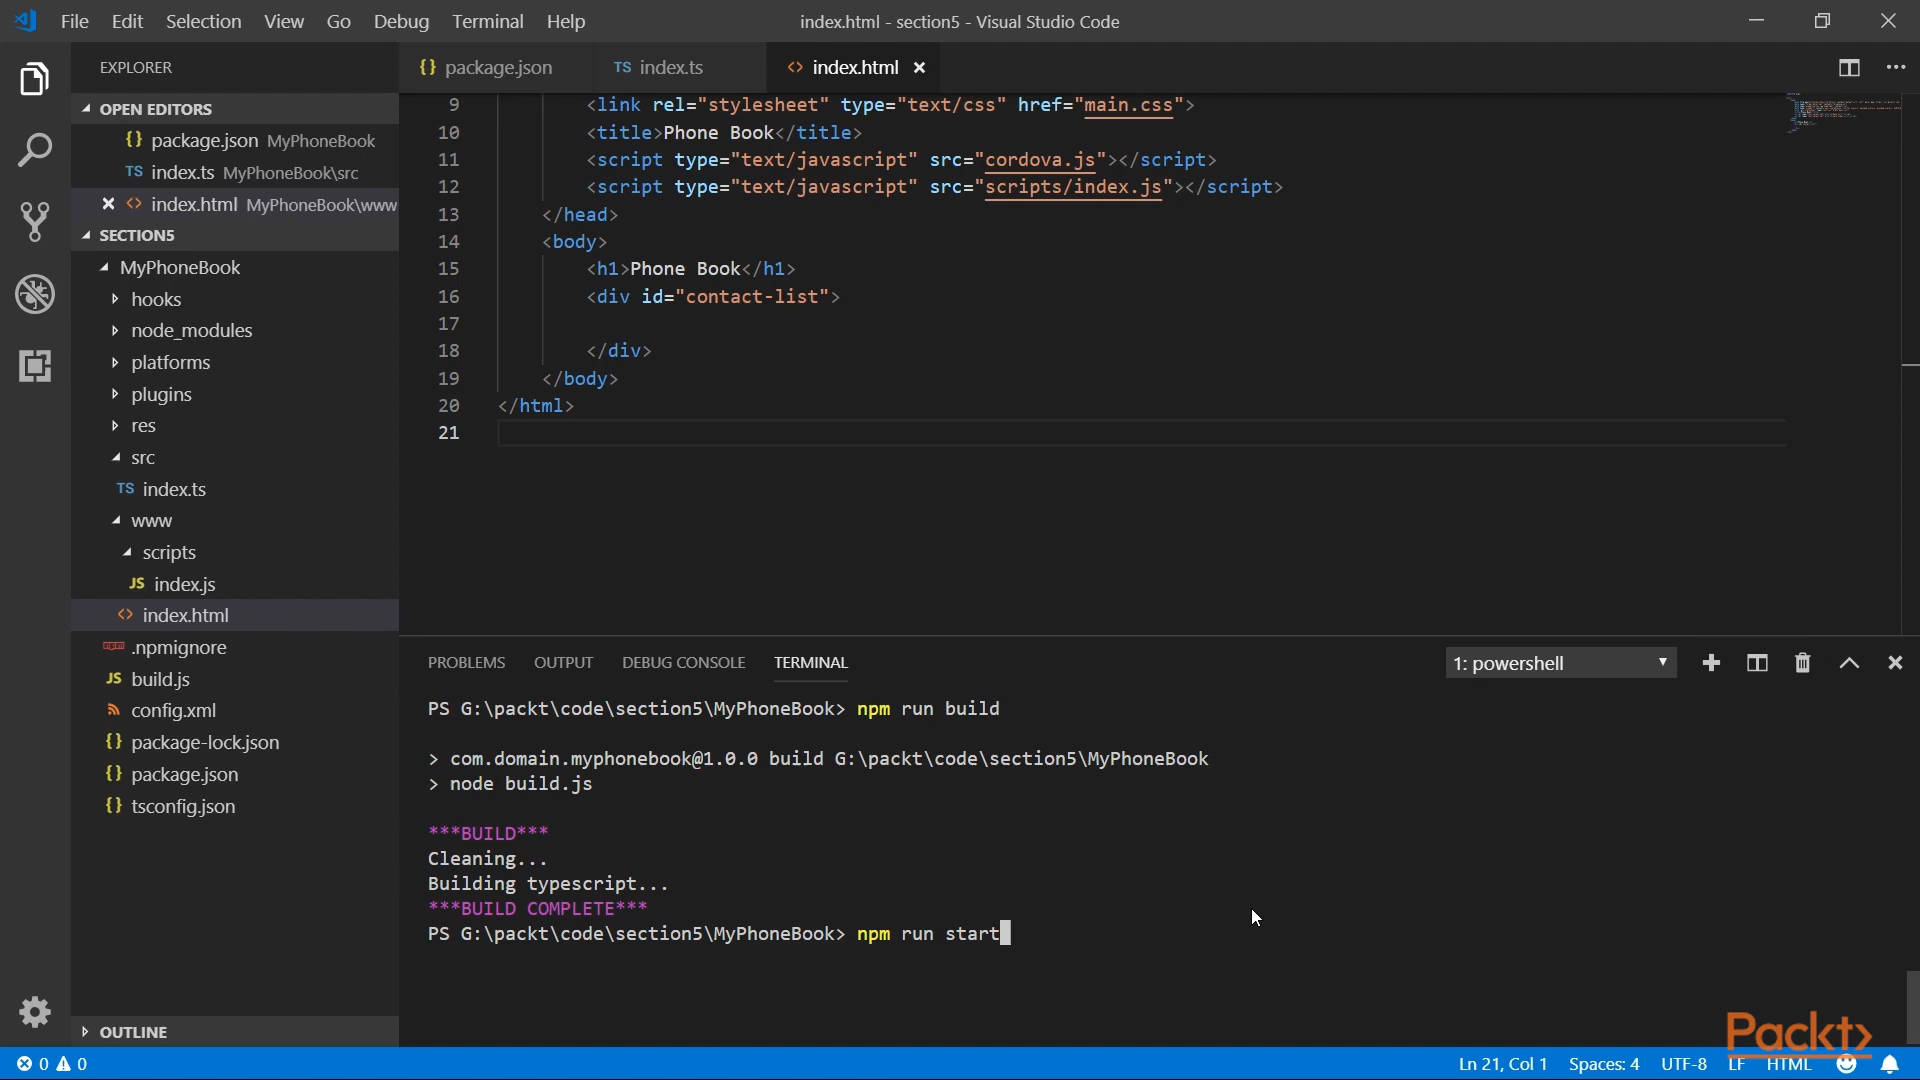 File Edit Selection View Go Debug Terminal Help
index.html - section5 - Visual Studio Code
EXPLORER
{} package.json
TS index.ts
<> index.html
OPEN EDITORS
{} package.json MyPhoneBook
TS index.ts MyPhoneBook\src
<> index.html MyPhoneBook\www
SECTION5
MyPhoneBook
hooks
node_modules
platforms
plugins
res
src
TS index.ts
www
scripts
JS index.js
<> index.html
npm .npmignore
JS build.js
config.xml
{} package-lock.json
{} package.json
{} tsconfig.json
OUTLINE
9 <link rel="stylesheet" type="text/css" href="main.css">
10 <title>Phone Book</title>
11 <script type="text/javascript" src="cordova.js"></script>
12 <script type="text/javascript" src="scripts/index.js"></script>
13 </head>
14 <body>
15 <h1>Phone Book</h1>
16 <div id="contact-list">
17
18 </div>
19 </body>
20 </html>
21
PROBLEMS OUTPUT DEBUG CONSOLE TERMINAL
1: powershell
PS G:\packt\code\section5\MyPhoneBook> npm run build
> com.domain.myphonebook@1.0.0 build G:\packt\code\section5\MyPhoneBook
> node build.js
***BUILD***
Cleaning...
Building typescript...
***BUILD COMPLETE***
PS G:\packt\code\section5\MyPhoneBook> npm run start
Packt>
0 0
Ln 21, Col 1 Spaces: 4 UTF-8 LF HTML